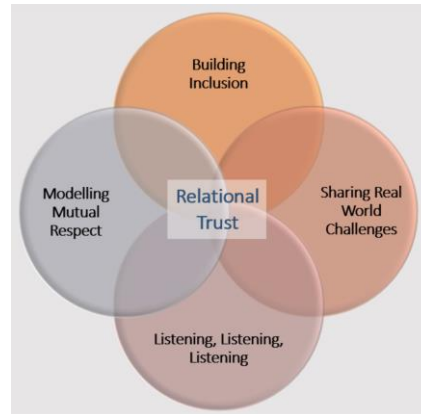 Building
Inclusion
Modelling
Mutual
Respect
Relational
Trust
Sharing Real
World
Challenges
Listening, Listening,
Listening